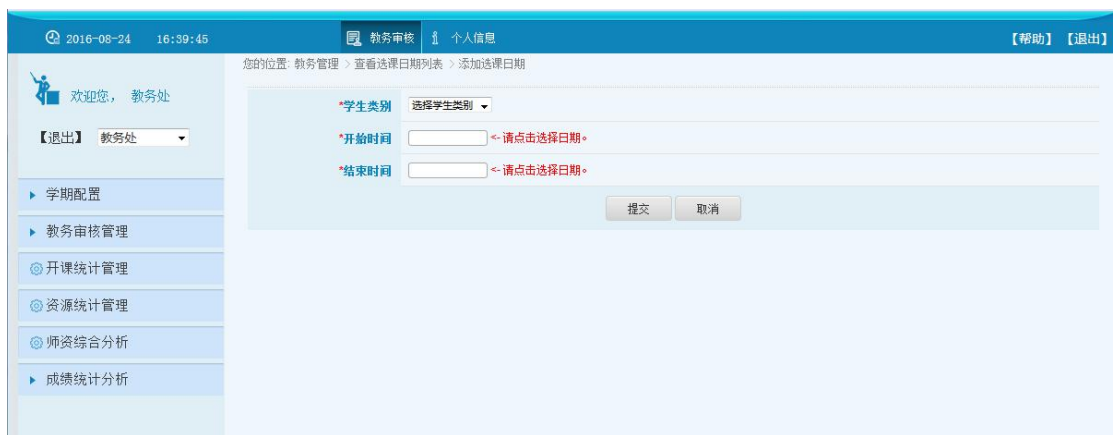 2016-08-24 16:39:45 教务审核 个人信息 【帮助】 【退出】
您的位置: 教务管理 > 查看选课日期列表 > 添加选课日期
欢迎您， 教务处
【退出】 教务处
*学生类别 选择学生类别
*开始时间 <-请点击选择日期。
*结束时间 <-请点击选择日期。
提交 取消
学期配置
教务审核管理
开课统计管理
资源统计管理
师资综合分析
成绩统计分析